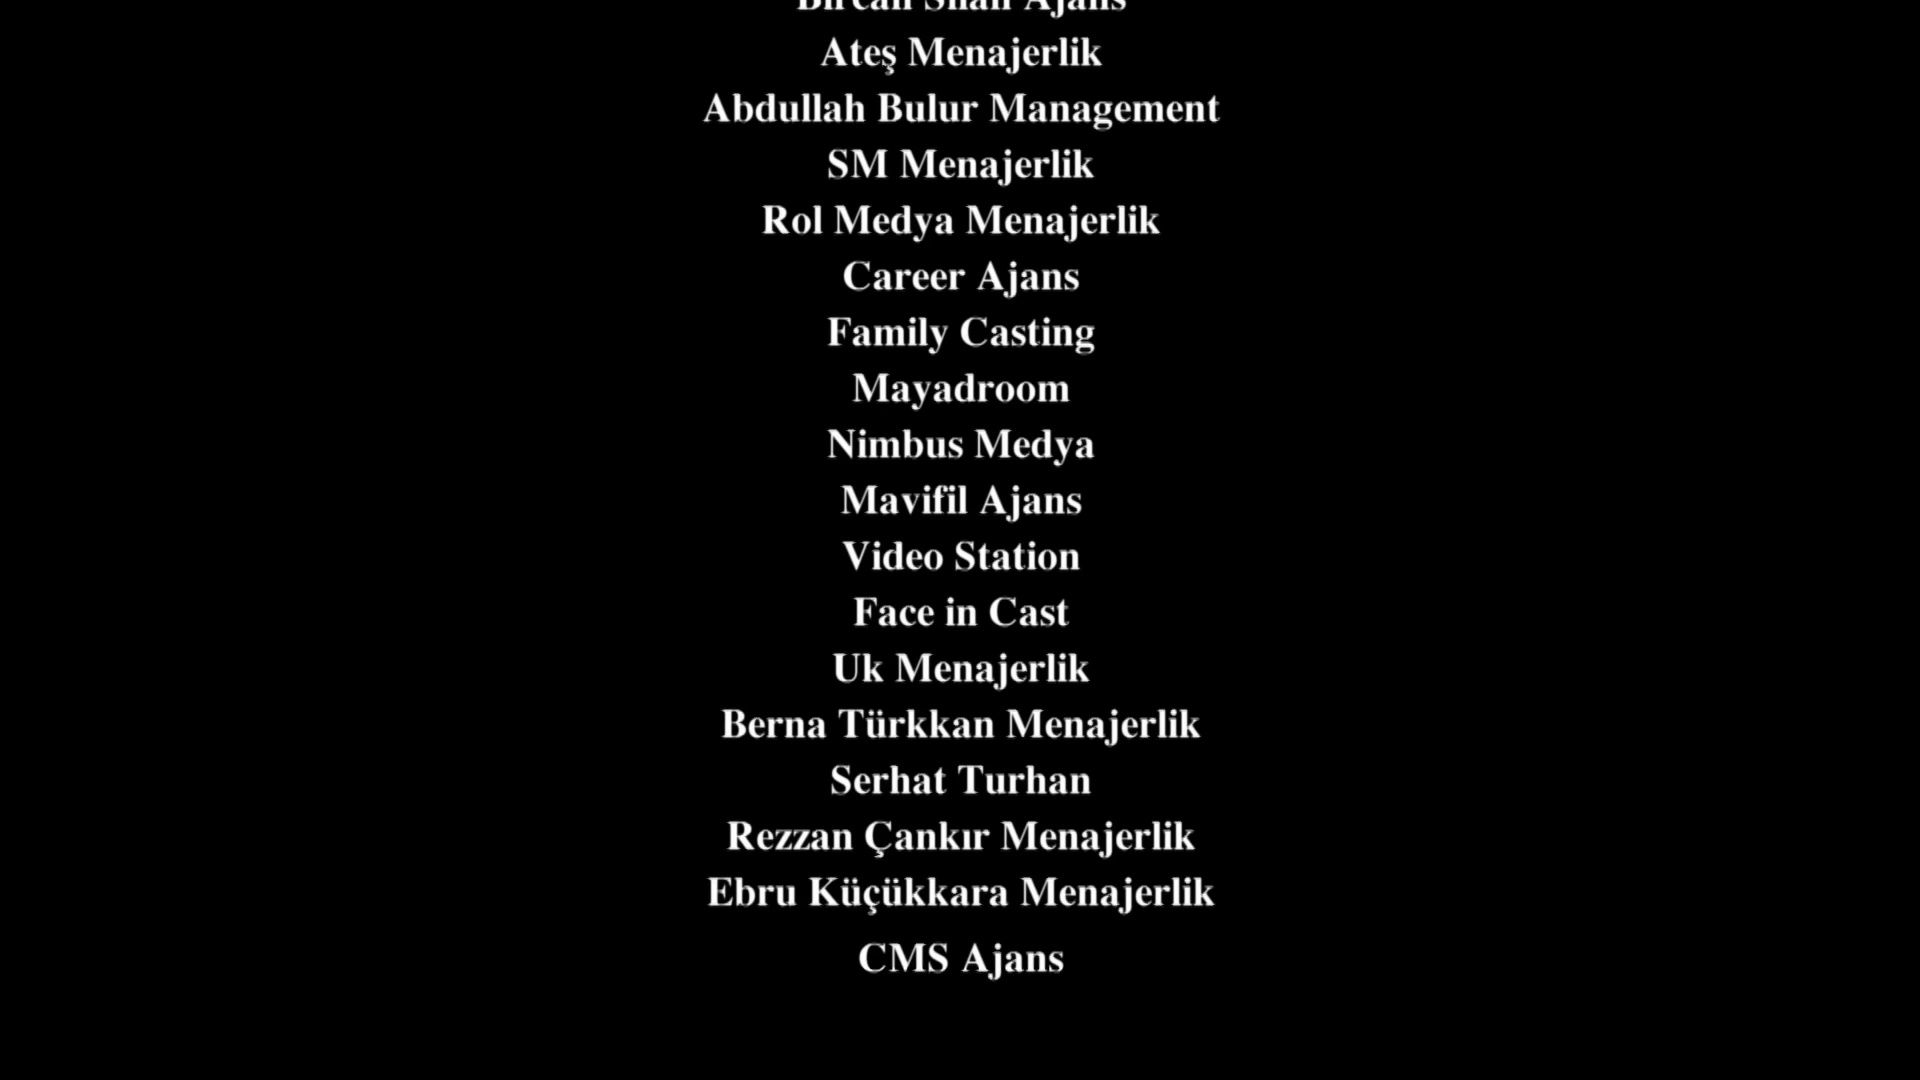 Ajans
Ateş Menajerlik
Abdullah Bulur Management
SM Menajerlik
Rol Medya Menajerlik
Career Ajans
Family Casting
Mayadroom
Nimbus Medya
Mavifil Ajans
Video Station
Face in Cast
Uk Menajerlik
Berna Türkkan Menajerlik
Serhat Turhan
Rezzan Çankır Menajerlik
Ebru Küçükkara Menajerlik
CMS Ajans